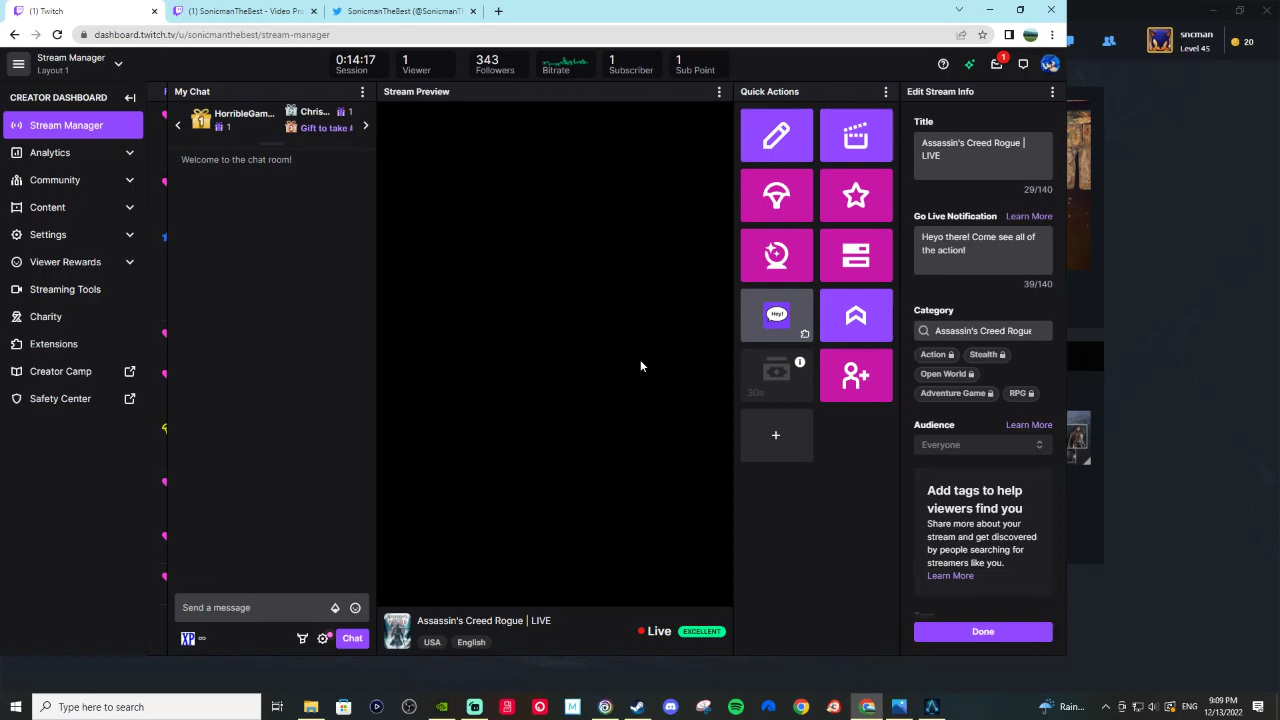 (1) Twitch
(1) SonicmanTheBest - Video Pro
SonicmanTheBest (@SonicmanTh
dashboard.twitch.tv/u/sonicmanthebest/stream-manager
sncman
Level 45
20
Stream Manager
Layout 1
0:14:17
Session
1
Viewer
343
Followers
Bitrate
1
Subscriber
1
Sub Point
1
CREATOR DASHBOARD
Stream Manager
Analytics
Community
Content
Settings
Viewer Rewards
Streaming Tools
Charity
Extensions
Creator Camp
Safety Center
My Chat
1
HorribleGam...
1
Chris...
1
Gift to take
Welcome to the chat room!
Send a message
XP ∞
Chat
Stream Preview
Assassin's Creed Rogue | LIVE
USA
English
Live
EXCELLENT
Quick Actions
Hey!
30s
Edit Stream Info
Title
Assassin's Creed Rogue |
LIVE
29/140
Go Live Notification
Learn More
Heyo there! Come see all of
the action!
39/140
Category
Assassin's Creed Rogue
Action
Stealth
Open World
Adventure Game
RPG
Audience
Learn More
Everyone
Add tags to help
viewers find you
Share more about your
stream and get discovered
by people searching for
streamers like you.
Learn More
Done
Type here to search
Rain...
ENG
9:09 PM
12/13/2022